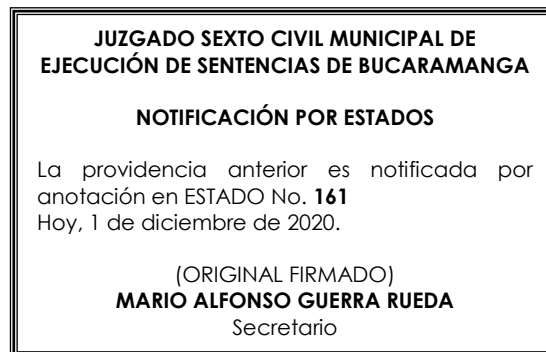 JUZGADO SEXTO CIVIL MUNICIPAL DE
EJECUCIÓN DE SENTENCIAS DE BUCARAMANGA
NOTIFICACIÓN POR ESTADOS
La providencia anterior es notificada por
anotación en ESTADO No. 161
Hoy, 1 de diciembre de 2020.
(ORIGINAL FIRMADO)
MARIO ALFONSO GUERRA RUEDA
Secretario